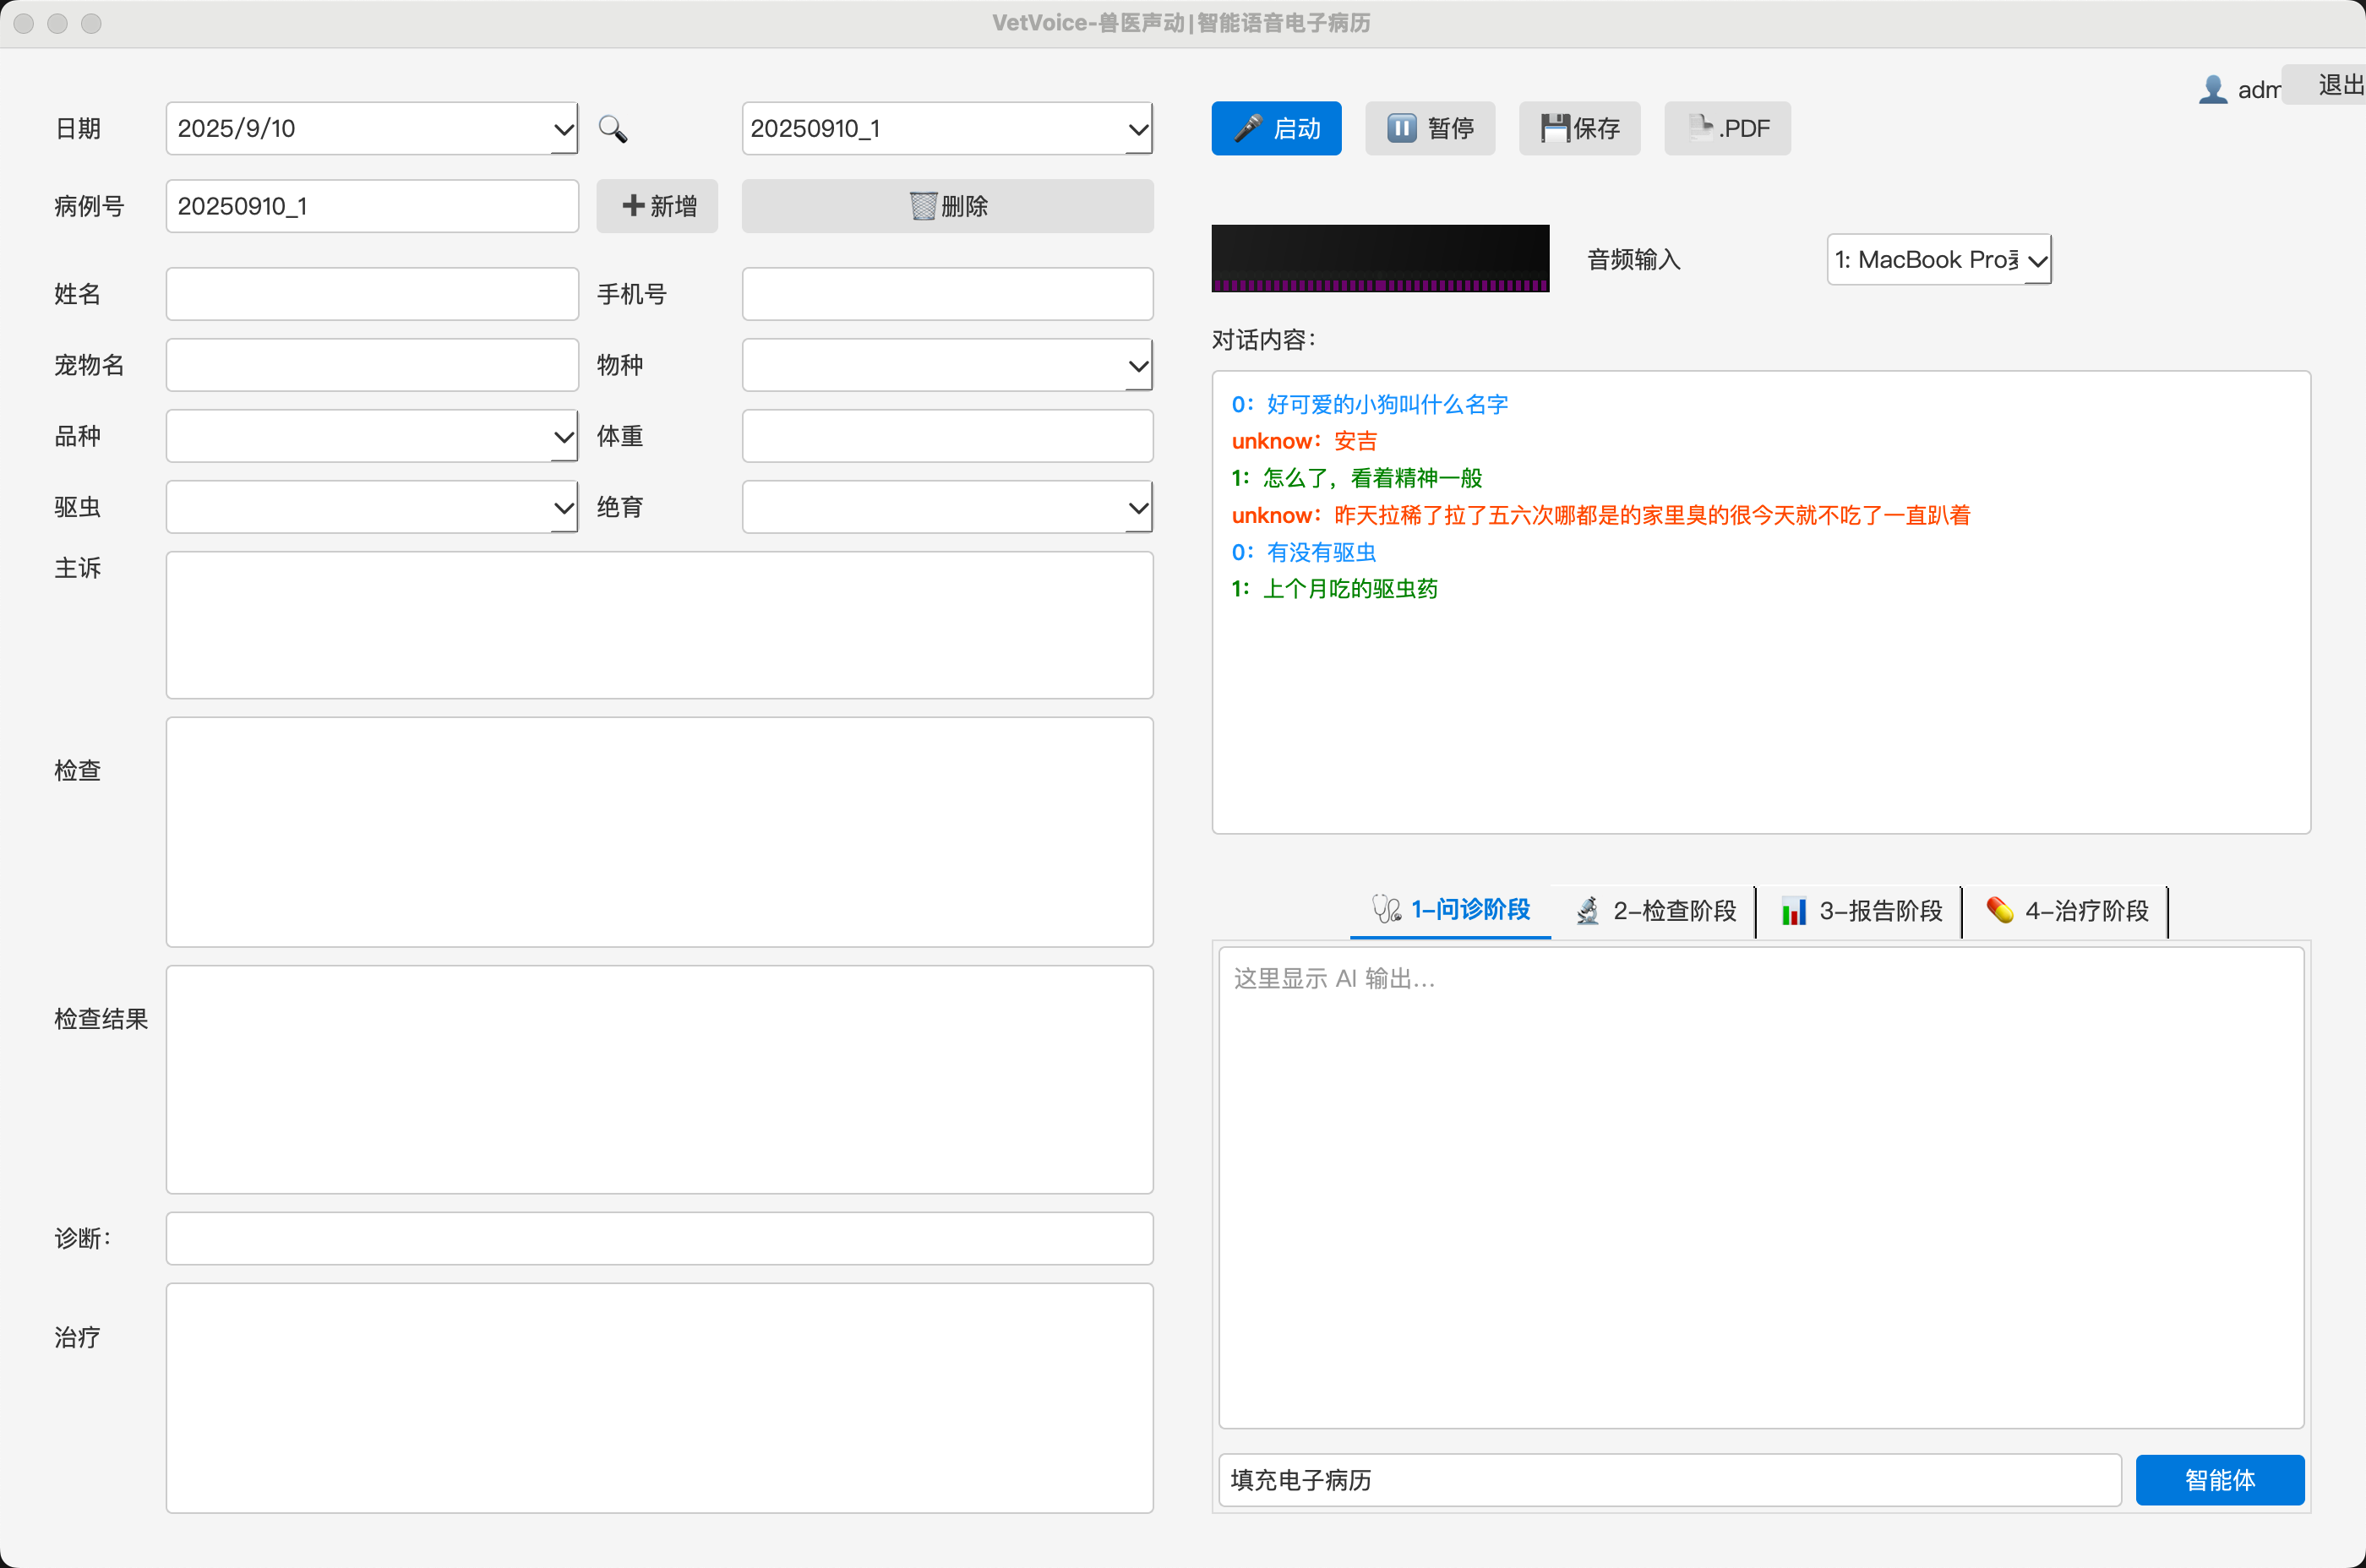 VetVoice-兽医声动|智能语音电子病历
adm
退出
日期
2025/9/10
20250910_1
启动
暂停
保存
.PDF
病例号
20250910_1
新增
删除
音频输入
1: MacBook Pro
姓名
手机号
对话内容：
宠物名
物种
品种
体重
驱虫
绝育
主诉
检查
检查结果
诊断：
治疗
0：好可爱的小狗叫什么名字
unknow：安吉
1：怎么了，看着精神一般
unknow：昨天拉稀了拉了五六次哪都是的家里臭的很今天就不吃了一直趴着
0：有没有驱虫
1：上个月吃的驱虫药
1-问诊阶段
2-检查阶段
3-报告阶段
4-治疗阶段
这里显示 AI 输出...
填充电子病历
智能体